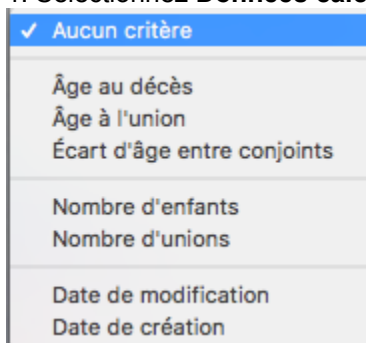 ✓ Aucun critère
Âge au décès
Âge à l'union
Écart d'âge entre conjoints
Nombre d'enfants
Nombre d'unions
Date de modification
Date de création